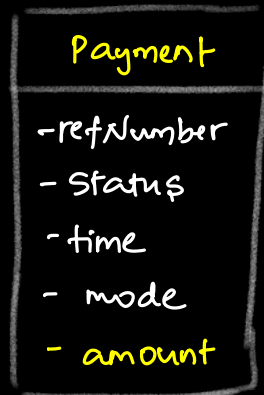 Payment
-refNumber
- Status
- time
- mode
- amount